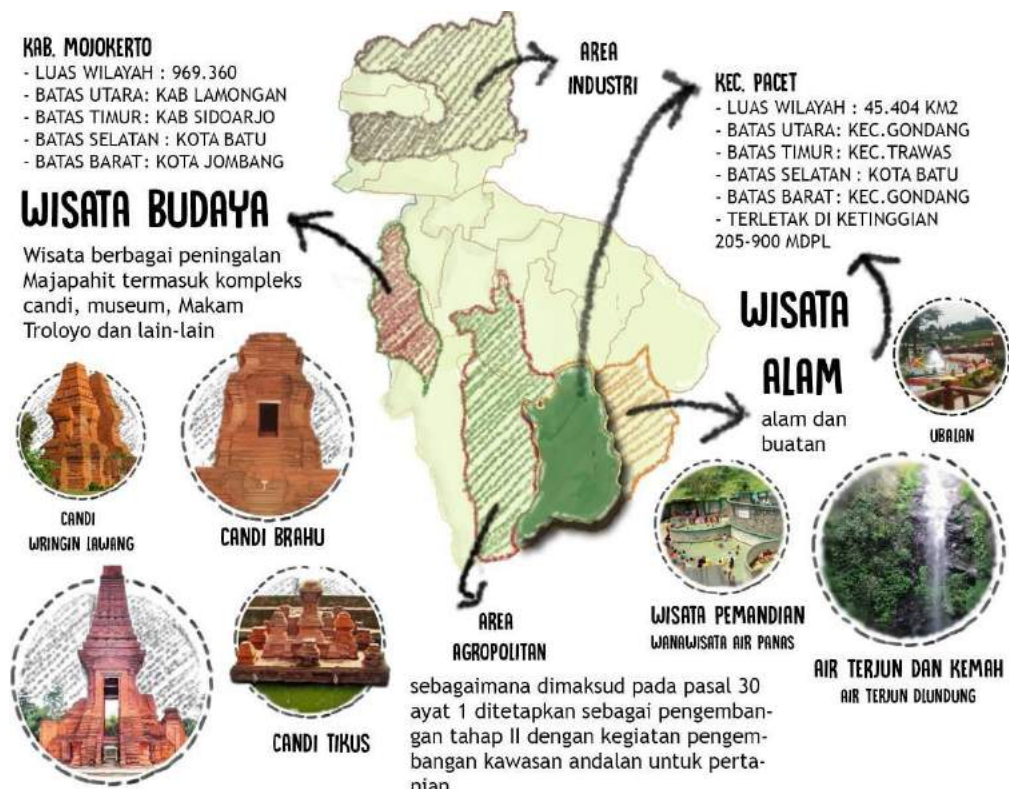 KAB. MOJOKERTO
- LUAS WILAYAH : 969.360
- BATAS UTARA: KAB LAMONGAN
- BATAS TIMUR: KAB SIDOARJO
- BATAS SELATAN : KOTA BATU
- BATAS BARAT: KOTA JOMBANG
WISATA BUDAYA
Wisata berbagai peningalan
Majapahit termasuk kompleks
candi, museum, Makam
Troloyo dan lain-lain
CANDI
WRINGIN LAWANG
CANDI BRAHU
CANDI TIKUS
AREA
INDUSTRI
KEC. PACET
- LUAS WILAYAH : 45.404 KM2
- BATAS UTARA: KEC.GONDANG
- BATAS TIMUR: KEC.TRAWAS
- BATAS SELATAN : KOTA BATU
- BATAS BARAT: KEC.GONDANG
- TERLETAK DI KETINGGIAN
205-900 MDPL
WISATA
ALAM
alam dan
buatan
UBALAN
WISATA PEMANDIAN
WANAWISATA AIR PANAS
AIR TERJUN DAN KEMAH
AIR TERJUN DLUNDUNG
AREA
AGROPOLITAN
sebagaimana dimaksud pada pasal 30
ayat 1 ditetapkan sebagai pengemban-
gan tahap II dengan kegiatan pengem-
bangan kawasan andalan untuk perta-
nian